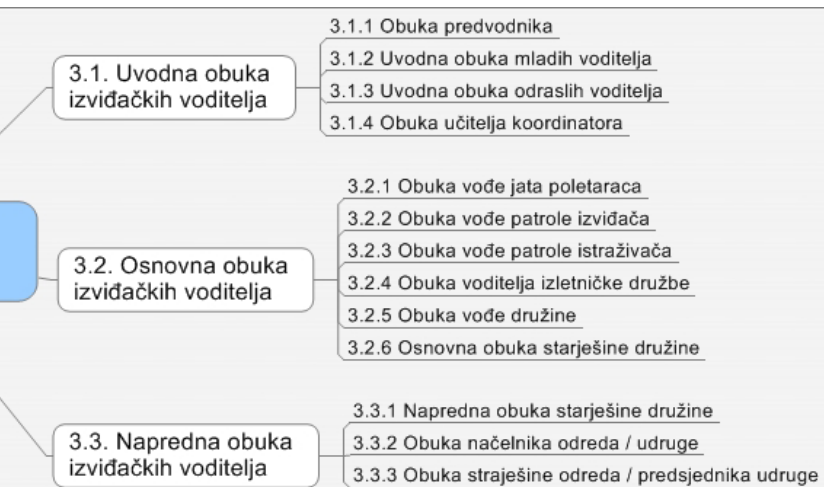 3.1. Uvodna obuka
izviđačkih voditelja
3.1.1 Obuka predvodnika
3.1.2 Uvodna obuka mladih voditelja
3.1.3 Uvodna obuka odraslih voditelja
3.1.4 Obuka učitelja koordinatora
3.2. Osnovna obuka
izviđačkih voditelja
3.2.1 Obuka vođe jata poletaraca
3.2.2 Obuka vođe patrole izviđača
3.2.3 Obuka vođe patrole istraživača
3.2.4 Obuka voditelja izletničke družbe
3.2.5 Obuka vođe družine
3.2.6 Osnovna obuka starješine družine
3.3. Napredna obuka
izviđačkih voditelja
3.3.1 Napredna obuka starješine družine
3.3.2 Obuka načelnika odreda / udruge
3.3.3 Obuka straješine odreda / predsjednika udruge